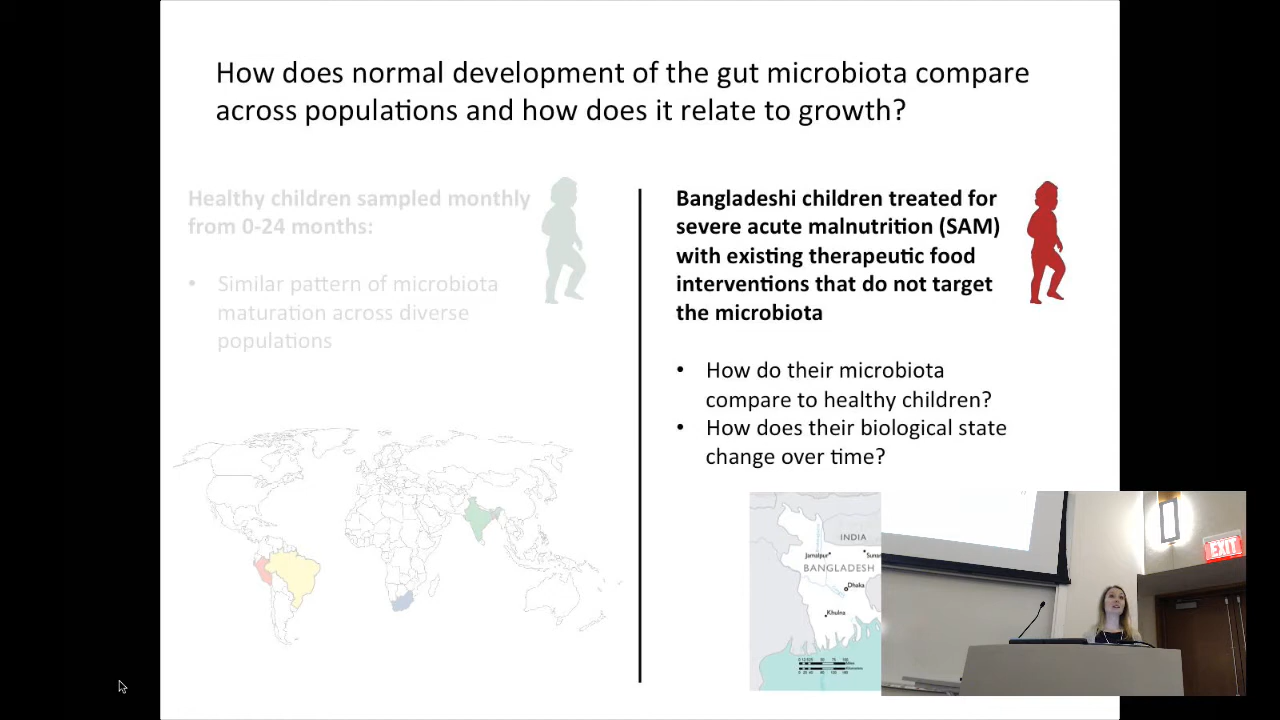 How does normal development of the gut microbiota compare
across populations and how does it relate to growth?
Healthy children sampled monthly
from 0-24 months:
• Similar pattern of microbiota
maturation across diverse
populations
Bangladeshi children treated for
severe acute malnutrition (SAM)
with existing therapeutic food
interventions that do not target
the microbiota
• How do their microbiota
compare to healthy children?
• How does their biological state
change over time?
INDIA
Jamalpur
BANGLADESH
Dhaka
Khulna
EXIT